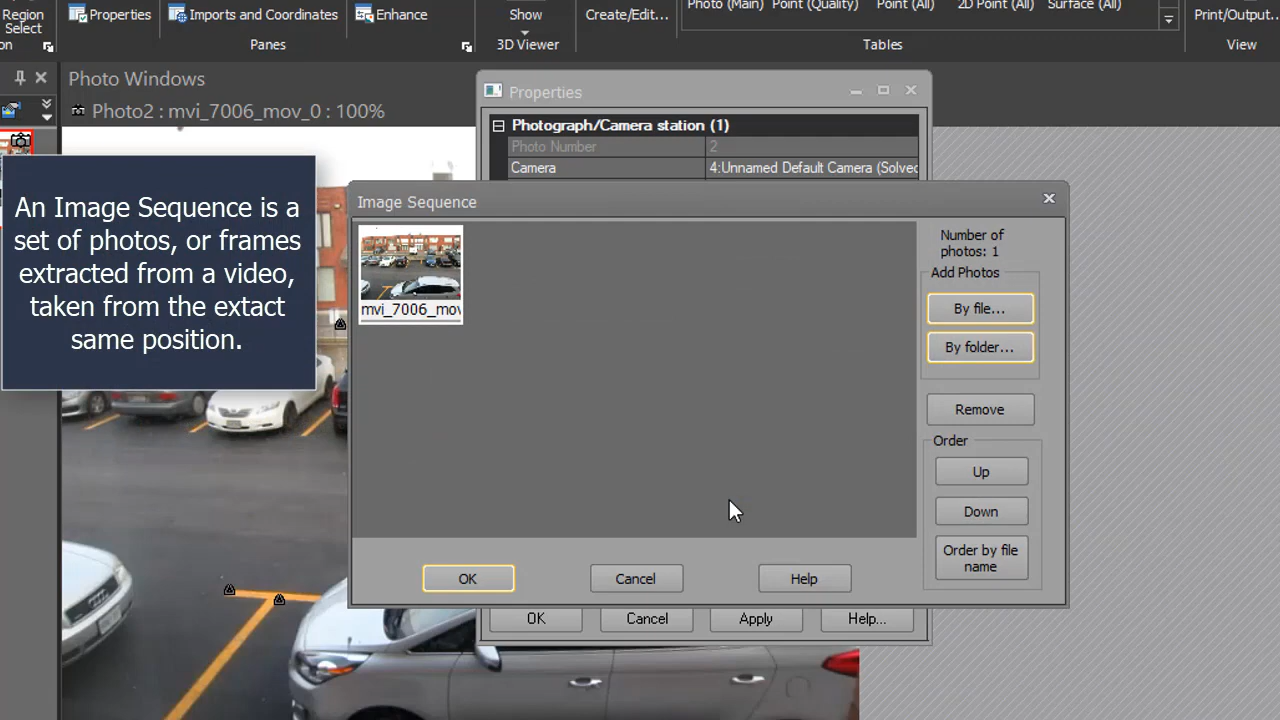 Region
Select
on
Properties
Imports and Coordinates
Panes
Enhance
Show
3D Viewer
Create/Edit...
Photo (Main)
Point (Quality)
Point (All)
2D Point (All)
Surface (All)
Tables
Print/Output...
View
Photo Windows
Photo2 : mvi_7006_mov_0 : 100%
An Image Sequence is a
set of photos, or frames
extracted from a video,
taken from the extact
same position.
Properties
Photograph/Camera station (1)
Photo Number 2
Camera 4:Unnamed Default Camera (Solved
Image Sequence
mvi_7006_mov
Number of
photos: 1
Add Photos
By file...
By folder...
Remove
Order
Up
Down
Order by file
name
OK Cancel Help
OK Cancel Apply Help...